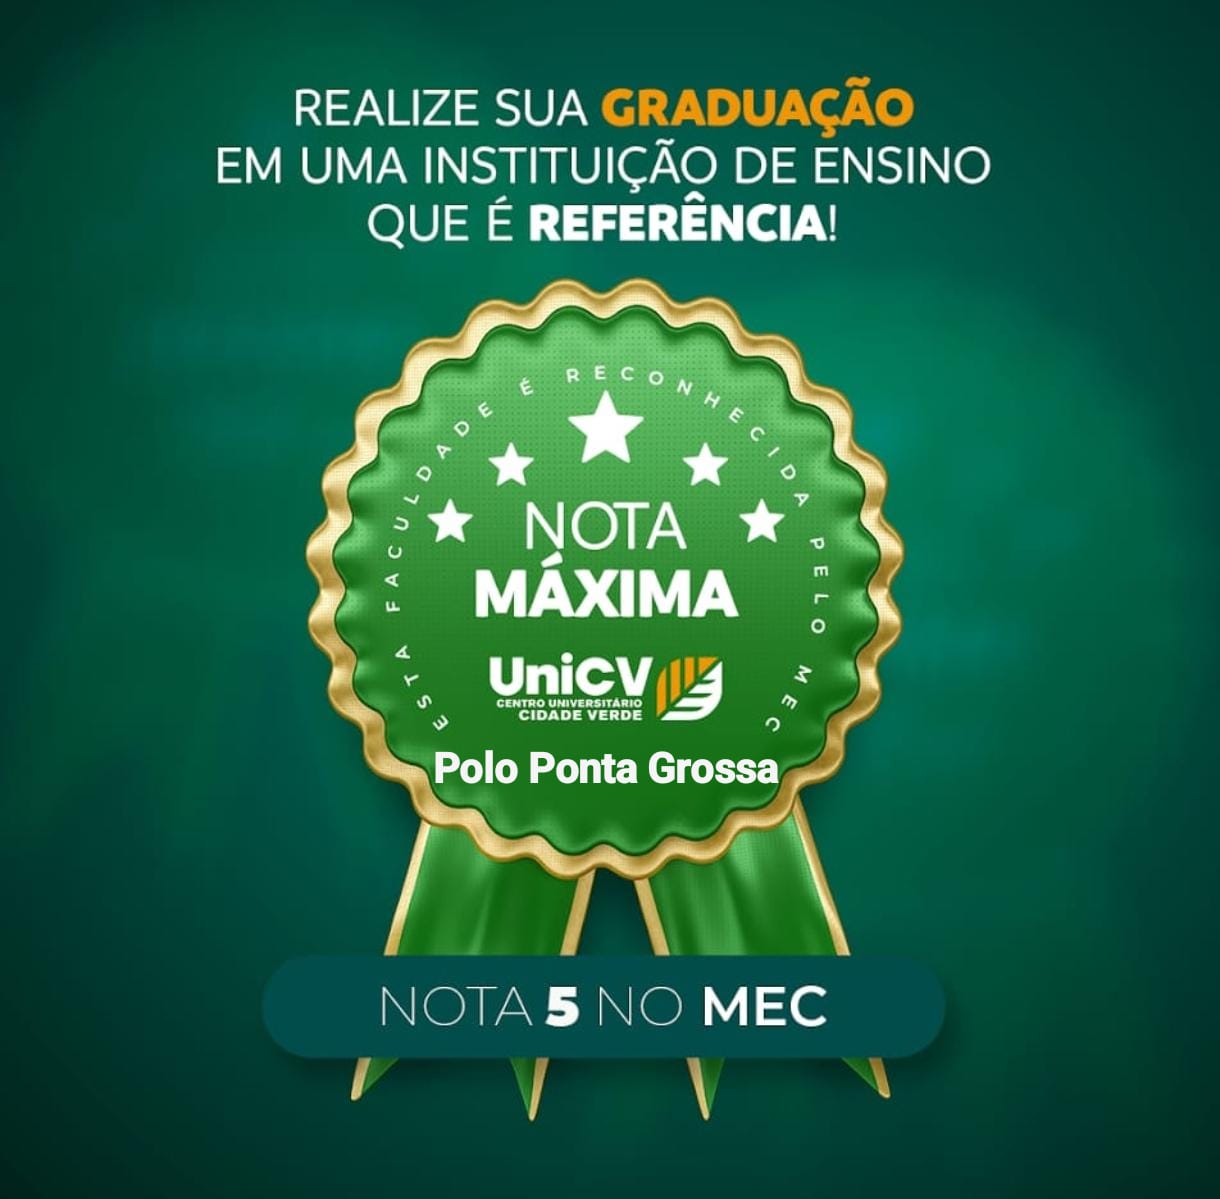 REALIZE SUA GRADUAÇÃO
EM UMA INSTITUIÇÃO DE ENSINO
QUE É REFERÊNCIA!
ESTA FACULDADE É RECONHECIDA PELO MEC
NOTA
MÁXIMA
UniCV
CENTRO UNIVERSITÁRIO
CIDADE VERDE
Polo Ponta Grossa
NOTA 5 NO MEC